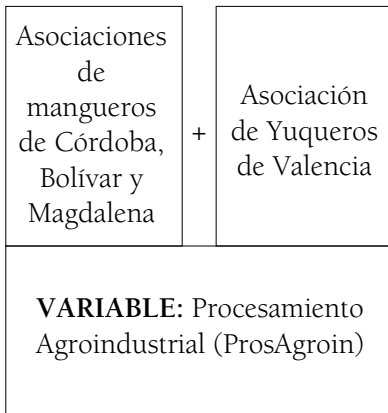 Asociaciones
de
mangueros
de Córdoba,
Bolívar y
Magdalena
+
Asociación
de Yuqueros
de Valencia
VARIABLE: Procesamiento
Agroindustrial (ProsAgroin)